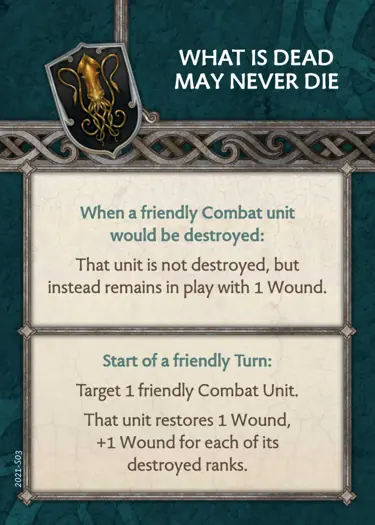 WHAT IS DEAD
MAY NEVER DIE
When a friendly Combat unit
would be destroyed:
That unit is not destroyed, but
instead remains in play with 1 Wound.
Start of a friendly Turn:
Target 1 friendly Combat Unit.
That unit restores 1 Wound,
+1 Wound for each of its
destroyed ranks.
2021-S03